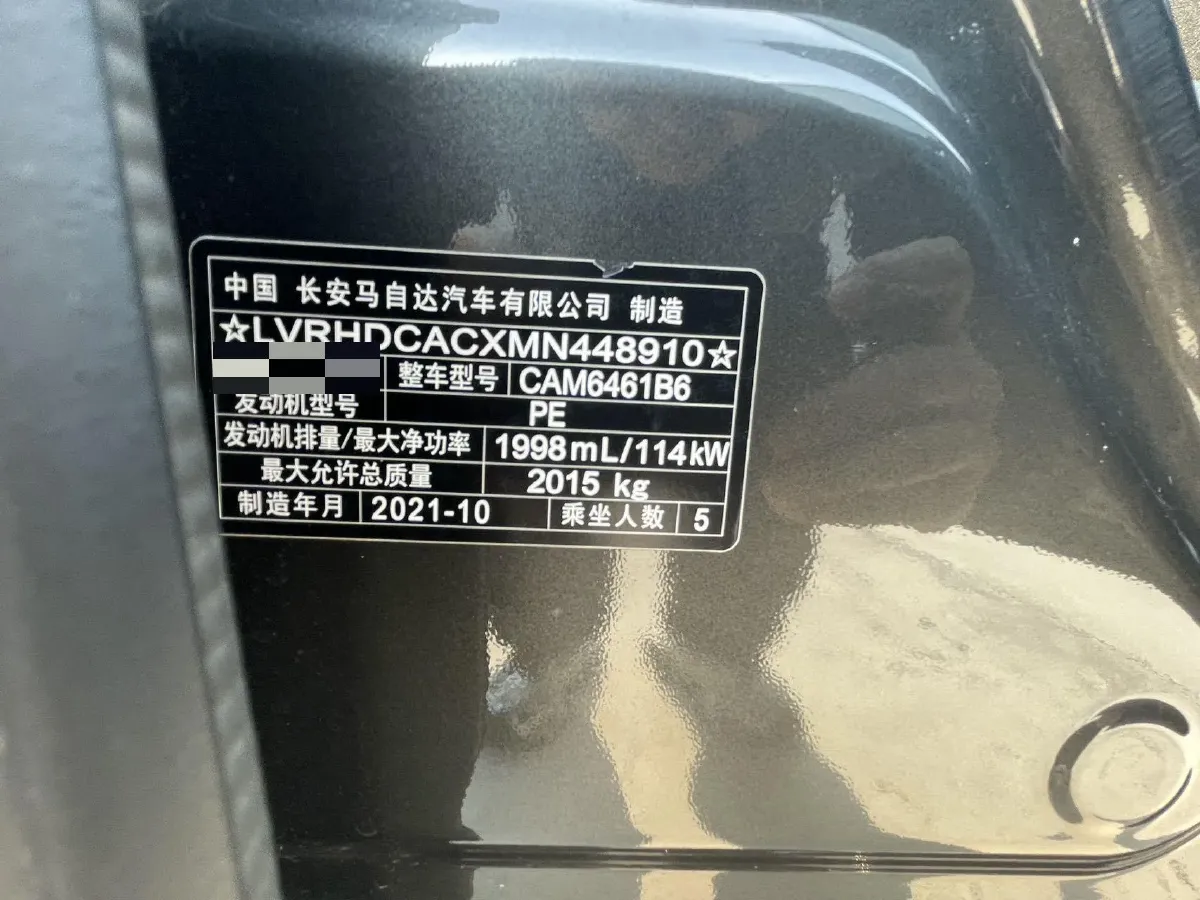 中国 长安马自达汽车有限公司 制造
☆LVRHDCACXMN448910☆
整车型号 CAM6461B6
发动机型号 PE
发动机排量/最大净功率 1998mL/114kW
最大允许总质量 2015 kg
制造年月 2021-10 乘坐人数 5